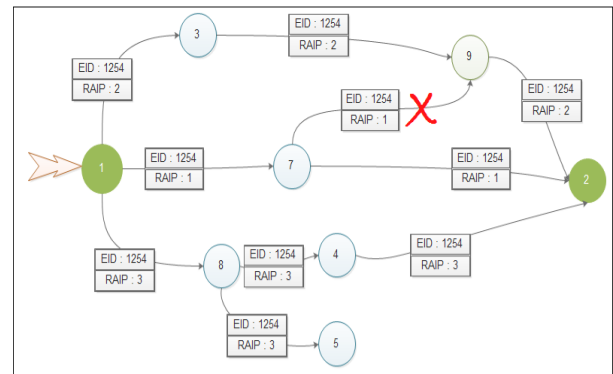 3
EID : 1254
RAIP : 2
9
EID : 1254
RAIP : 2
EID : 1254
RAIP : 2
EID : 1254
RAIP : 1
X
1
EID : 1254
RAIP : 1
7
EID : 1254
RAIP : 1
2
EID : 1254
RAIP : 3
8
EID : 1254
RAIP : 3
4
EID : 1254
RAIP : 3
EID : 1254
RAIP : 3
5